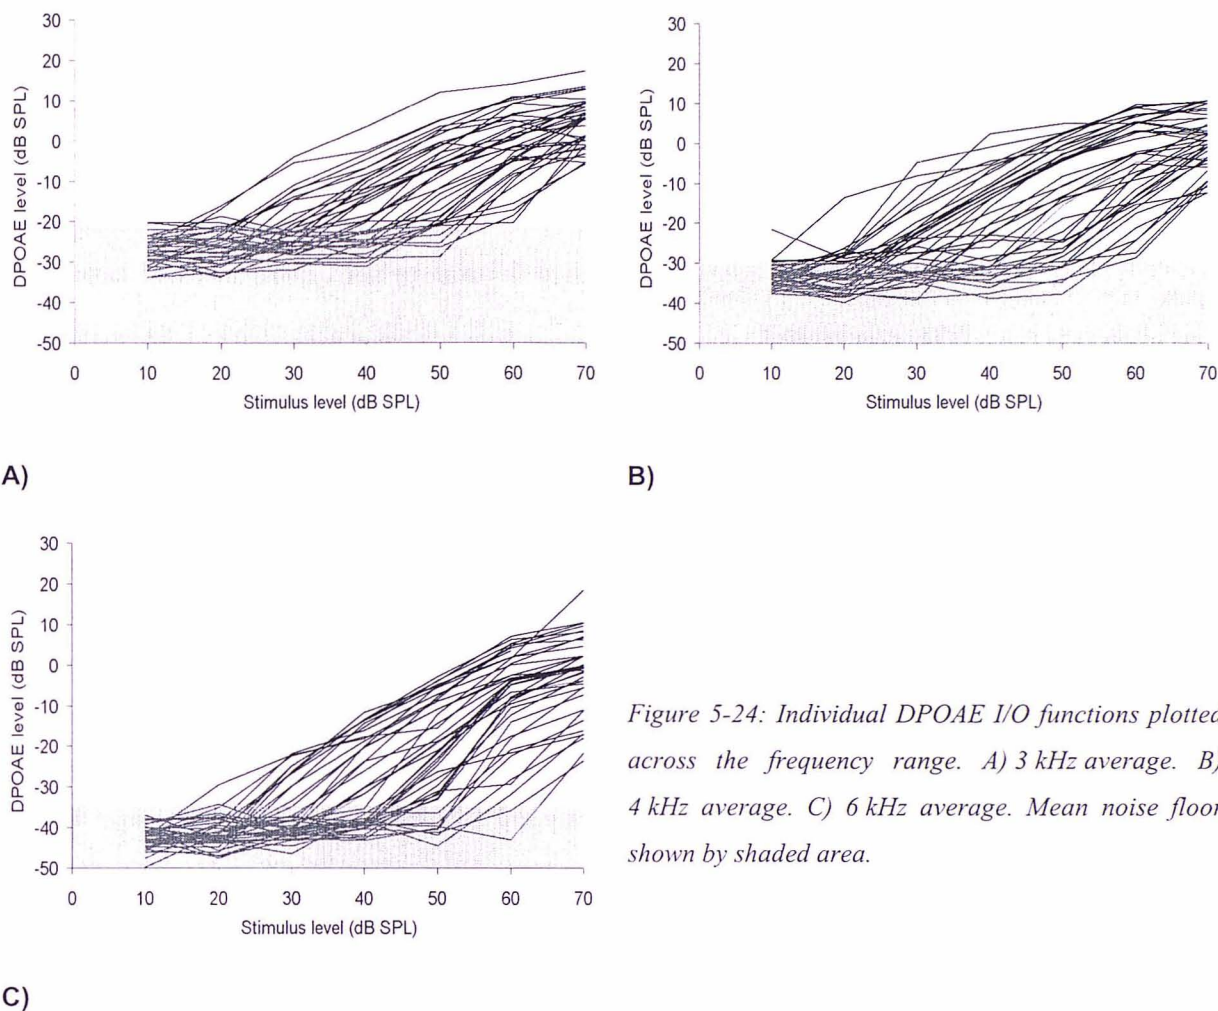 30
20
10
0
-10
-20
-30
-40
-50
DPOAE level (dB SPL)
0 10 20 30 40 50 60 70
Stimulus level (dB SPL)
A)
30
20
10
0
-10
-20
-30
-40
-50
DPOAE level (dB SPL)
0 10 20 30 40 50 60 70
Stimulus level (dB SPL)
B)
30
20
10
0
-10
-20
-30
-40
-50
DPOAE level (dB SPL)
0 10 20 30 40 50 60 70
Stimulus level (dB SPL)
C)
Figure 5-24: Individual DPOAE I/O functions plotted
across the frequency range. A) 3 kHz average. B)
4 kHz average. C) 6 kHz average. Mean noise floor
shown by shaded area.